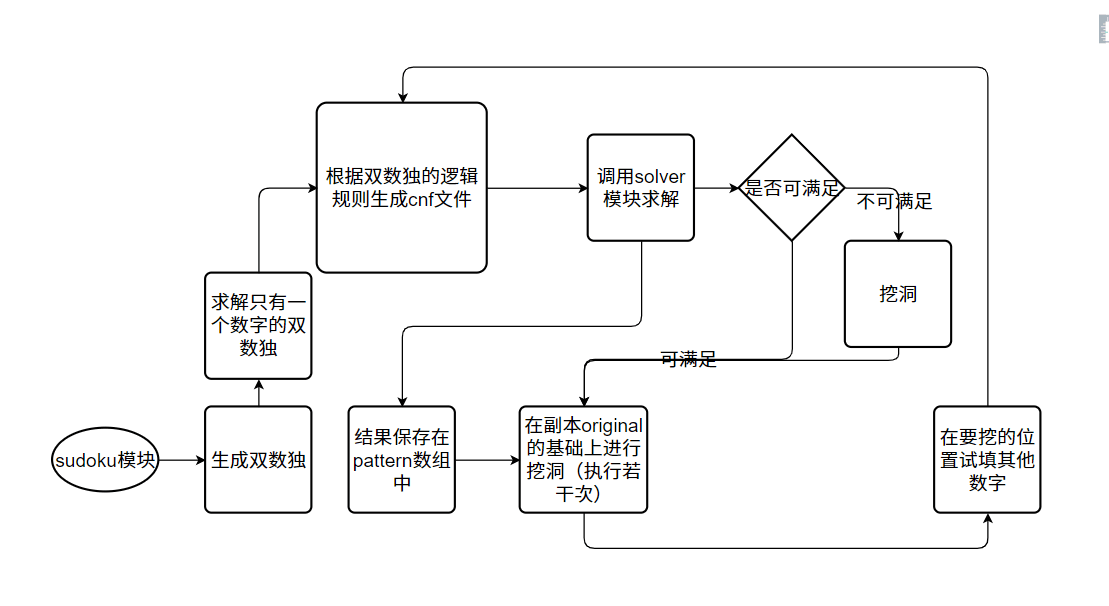 sudoku模块
生成双数独
求解只有一
个数字的双
数独
根据双数独的逻辑
规则生成cnf文件
调用solver
模块求解
是否可满足
不可满足
挖洞
可满足
结果保存在
pattern数组
中
在副本original
的基础上进行
挖洞（执行若
干次）
在要挖的位
置试填其他
数字